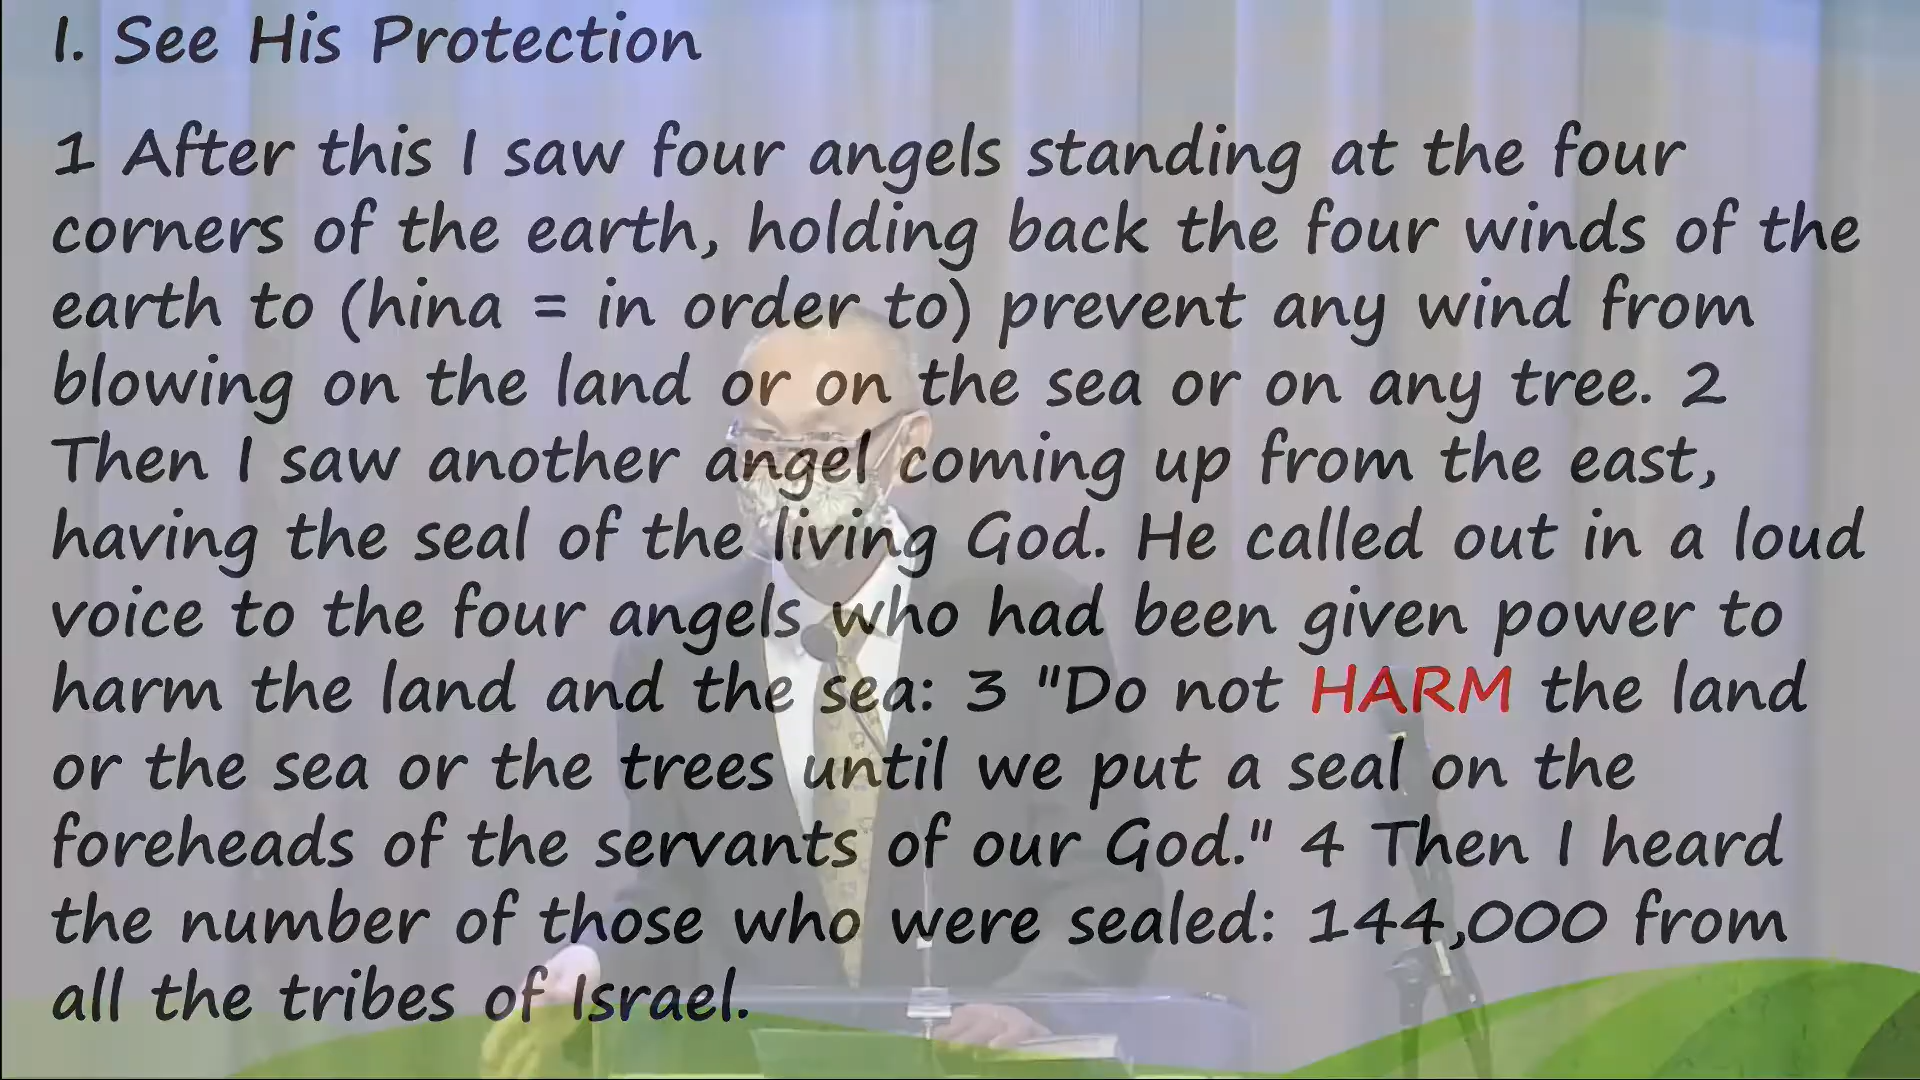 I. See His Protection
1 After this I saw four angels standing at the four
corners of the earth, holding back the four winds of the
earth to (hina = in order to) prevent any wind from
blowing on the land or on the sea or on any tree. 2
Then I saw another angel coming up from the east,
having the seal of the living God. He called out in a loud
voice to the four angels who had been given power to
harm the land and the sea: 3 "Do not HARM the land
or the sea or the trees until we put a seal on the
foreheads of the servants of our God." 4 Then I heard
the number of those who were sealed: 144,000 from
all the tribes of Israel.